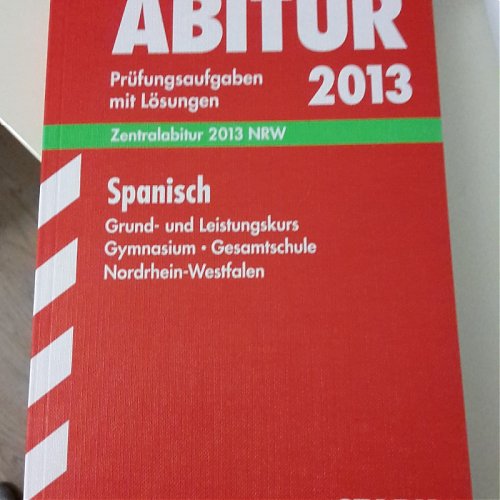 ABITUR
Prüfungsaufgaben
mit Lösungen
2013
Zentralabitur 2013 NRW
Spanisch
Grund- und Leistungskurs
Gymnasium • Gesamtschule
Nordrhein-Westfalen